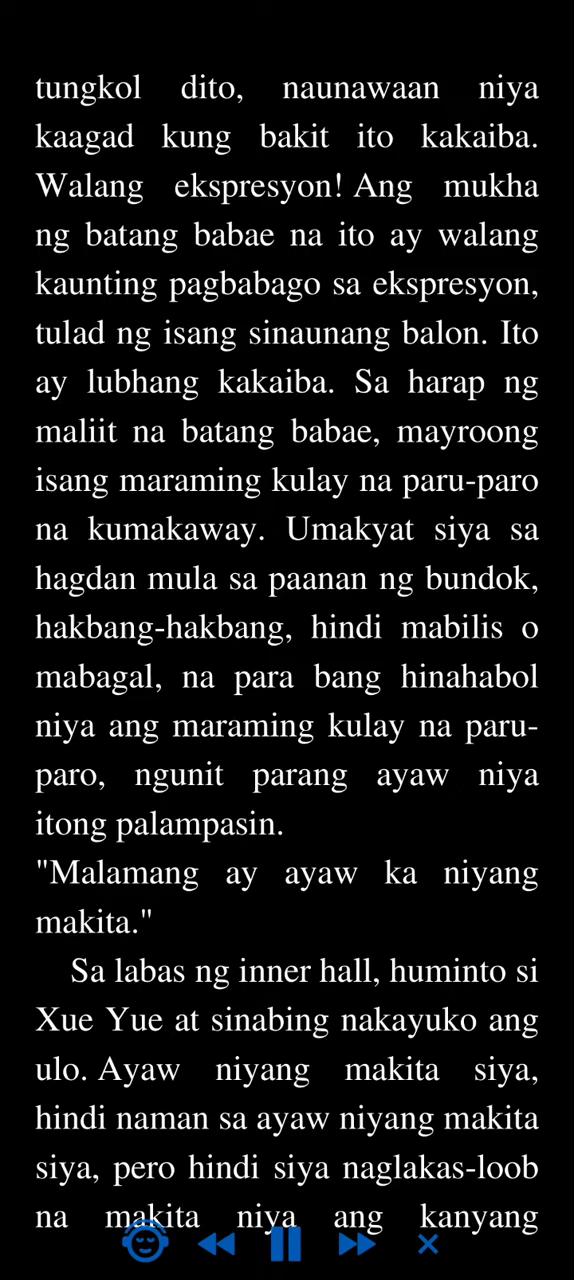 tungkol dito, naunawaan niya
kaagad kung bakit ito kakaiba.
Walang ekspresyon! Ang mukha
ng batang babae na ito ay walang
kaunting pagbabago sa ekspresyon,
tulad ng isang sinaunang balon. Ito
ay lubhang kakaiba. Sa harap ng
maliit na batang babae, mayroong
isang maraming kulay na paru-paro
na kumakaway. Umakyat siya sa
hagdan mula sa paanan ng bundok,
hakbang-hakbang, hindi mabilis o
mabagal, na para bang hinahabol
niya ang maraming kulay na paru-
paro, ngunit parang ayaw niya
itong palampasin.
"Malamang ay ayaw ka niyang
makita."
Sa labas ng inner hall, huminto si
Xue Yue at sinabing nakayuko ang
ulo. Ayaw niyang makita siya,
hindi naman sa ayaw niyang makita
siya, pero hindi siya naglakas-loob
na makita niya ang kanyang